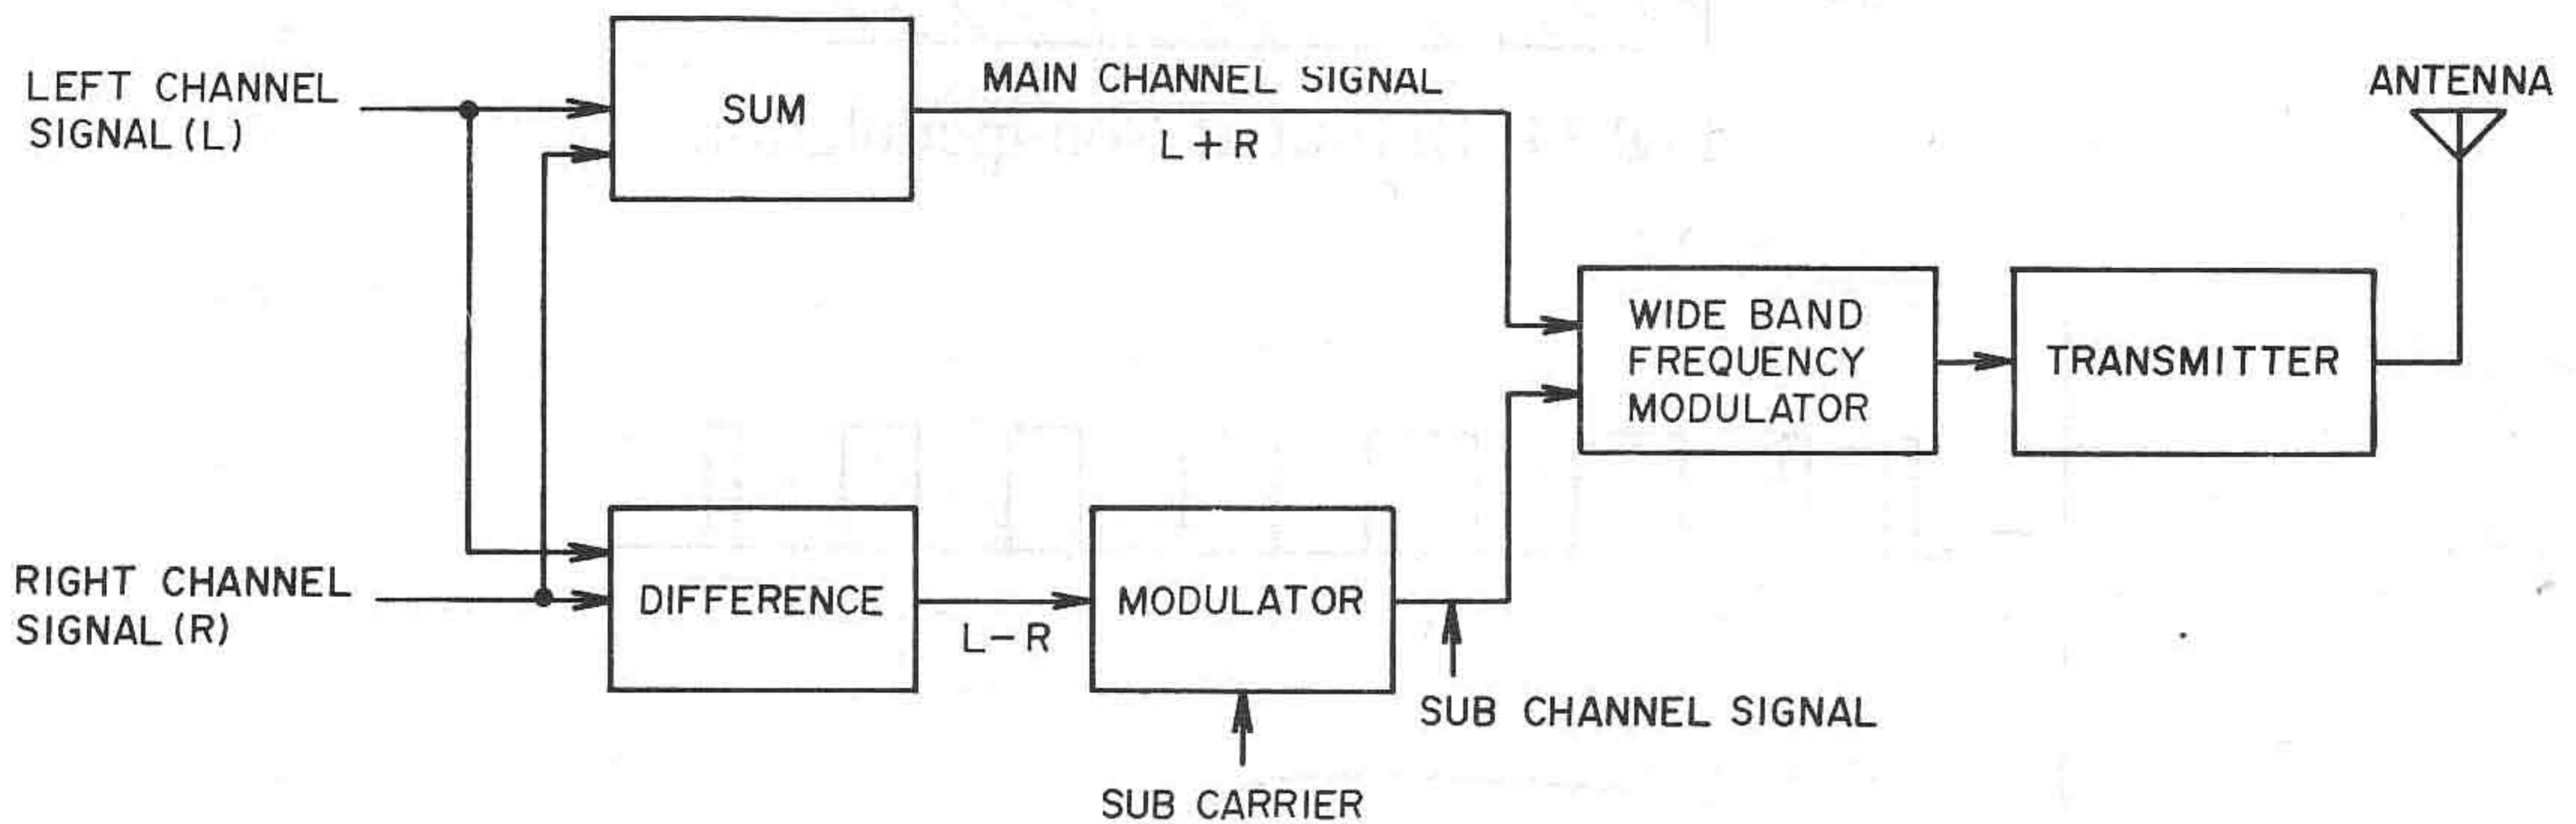 LEFT CHANNEL
SIGNAL (L)
SUM
MAIN CHANNEL SIGNAL
L+R
ANTENNA
WIDE BAND
FREQUENCY
MODULATOR
TRANSMITTER
RIGHT CHANNEL
SIGNAL (R)
DIFFERENCE
L-R
MODULATOR
SUB CHANNEL SIGNAL
SUB CARRIER